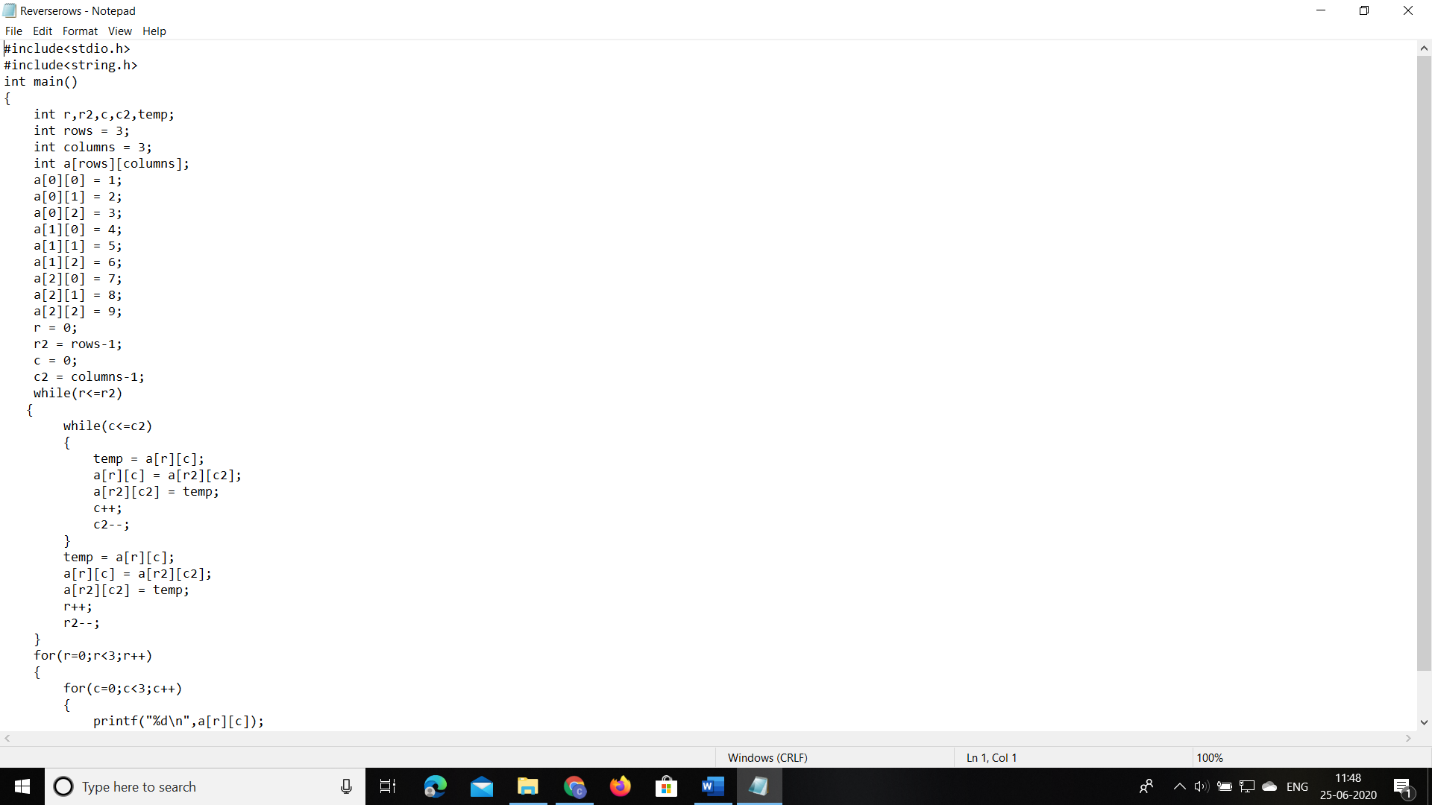 Reverserows - Notepad
File Edit Format View Help
#include<stdio.h>
#include<string.h>
int main()
{
    int r,r2,c,c2,temp;
    int rows = 3;
    int columns = 3;
    int a[rows][columns];
    a[0][0] = 1;
    a[0][1] = 2;
    a[0][2] = 3;
    a[1][0] = 4;
    a[1][1] = 5;
    a[1][2] = 6;
    a[2][0] = 7;
    a[2][1] = 8;
    a[2][2] = 9;
    r = 0;
    r2 = rows-1;
    c = 0;
    c2 = columns-1;
    while(r<=r2)
   {
        while(c<=c2)
        {
            temp = a[r][c];
            a[r][c] = a[r2][c2];
            a[r2][c2] = temp;
            c++;
            c2--;
        }
        temp = a[r][c];
        a[r][c] = a[r2][c2];
        a[r2][c2] = temp;
        r++;
        r2--;
    }
    for(r=0;r<3;r++)
    {
        for(c=0;c<3;c++)
        {
            printf("%d\n",a[r][c]);
Windows (CRLF) Ln 1, Col 1 100%
Type here to search
ENG
11:48
25-06-2020
1